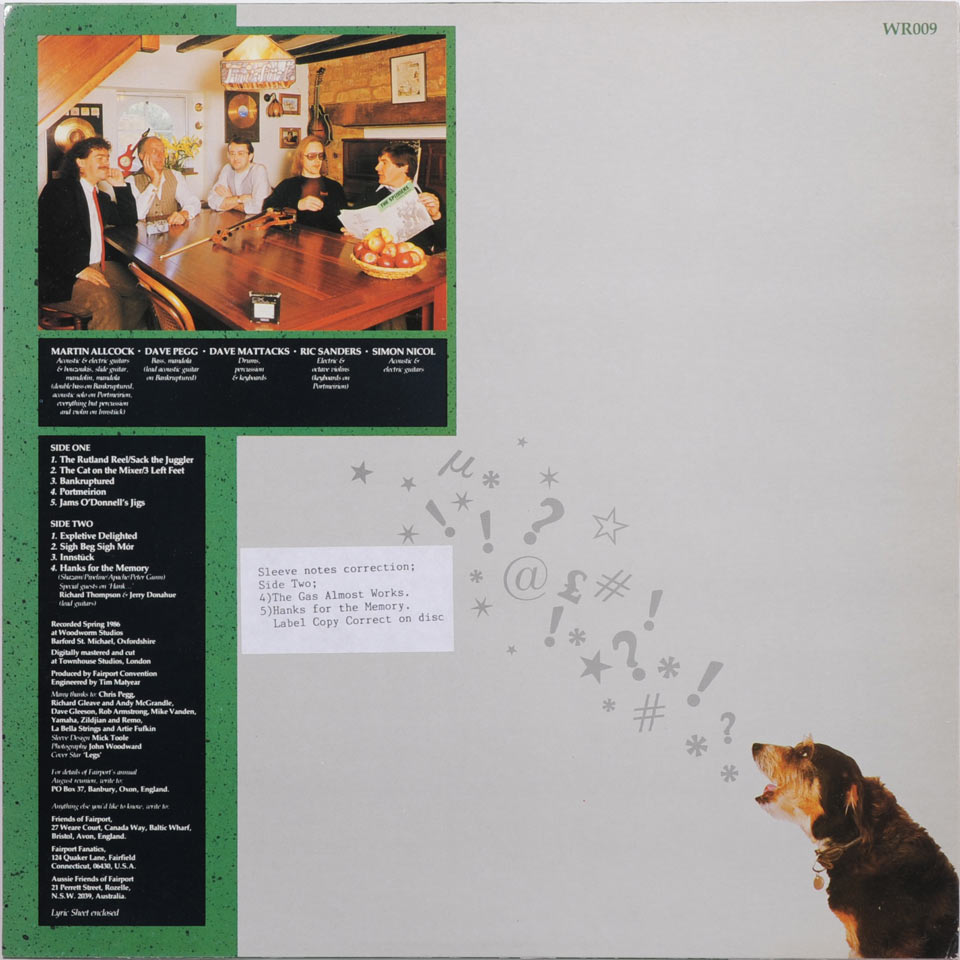 WR009
THE SPINNERS
MARTIN ALLCOCK · DAVE PEGG · DAVE MATTACKS · RIC SANDERS · SIMON NICOL
Acoustic & electric guitars
& bouzoukis, slide guitar,
mandolin, mandola
(double bass on Bankruptured,
acoustic solo on Portmeirion,
everything but percussion
and violin on Innstück)
Bass, mandola
(lead acoustic guitar
on Bankruptured)
Drums,
percussion
& keyboards
Electric &
octave violins
(keyboards on
Portmeirion)
Acoustic &
electric guitars
SIDE ONE
1. The Rutland Reel/Sack the Juggler
2. The Cat on the Mixer/3 Left Feet
3. Bankruptured
4. Portmeirion
5. Jams O'Donnell's Jigs
SIDE TWO
1. Expletive Delighted
2. Sigh Beg Sigh Mór
3. Innstück
4. Hanks for the Memory
(Shazam/Pipeline/Apache/Peter Gunn)
Special guests on 'Hank...'
Richard Thompson & Jerry Donahue
(lead guitars)
Recorded Spring 1986
at Woodworm Studios
Barford St. Michael, Oxfordshire
Digitally mastered and cut
at Townhouse Studios, London
Produced by Fairport Convention
Engineered by Tim Matyear
Many thanks to: Chris Pegg,
Richard Gleave and Andy McGrandle,
Dave Gleeson, Rob Armstrong, Mike Vanden,
Yamaha, Zildjian and Remo,
La Bella Strings and Artie Fufkin
Sleeve Design Mick Toole
Photography John Woodward
Cover Star 'Legs'
For details of Fairport's annual
August reunion, write to:
PO Box 37, Banbury, Oxon, England.
Anything else you'd like to know, write to:
Friends of Fairport,
27 Weare Court, Canada Way, Baltic Wharf,
Bristol, Avon, England.
Fairport Fanatics,
124 Quaker Lane, Fairfield
Connecticut, 06430, U.S.A.
Aussie Friends of Fairport
21 Perrett Street, Rozelle,
N.S.W. 2039, Australia.
Lyric Sheet enclosed
Sleeve notes correction;
Side Two;
4)The Gas Almost Works.
5)Hanks for the Memory.
Label Copy Correct on disc
μ * *
! ! ?
* @ £ #
! * ? !
* !
* # ?
*
*